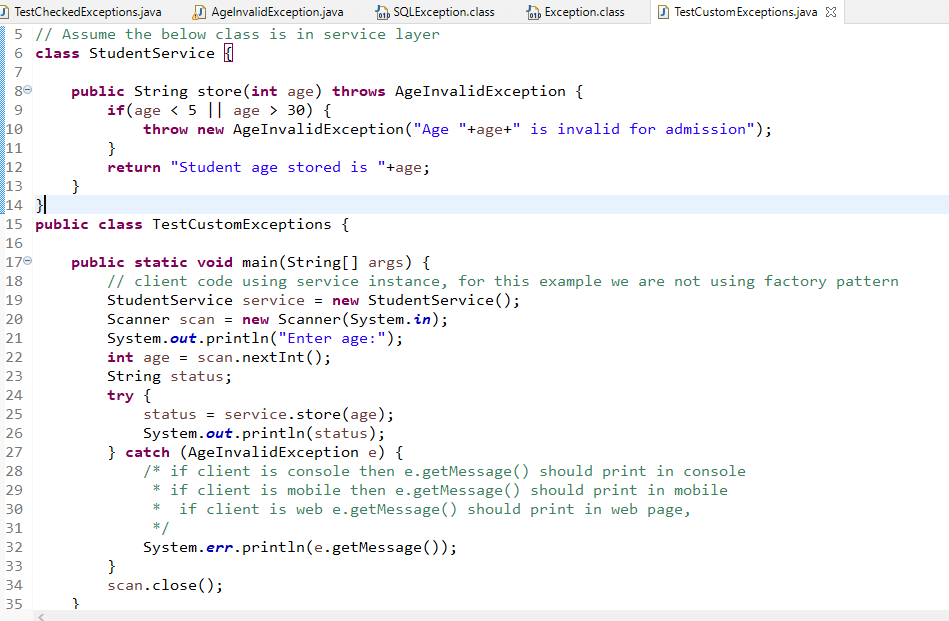 TestCheckedExceptions.java AgeInvalidException.java SQLException.class Exception.class TestCustomExceptions.java
5 // Assume the below class is in service layer
6 class StudentService {
7
8 public String store(int age) throws AgeInvalidException {
9 if(age < 5 || age > 30) {
10 throw new AgeInvalidException("Age "+age+" is invalid for admission");
11 }
12 return "Student age stored is "+age;
13 }
14 }
15 public class TestCustomExceptions {
16
17 public static void main(String[] args) {
18 // client code using service instance, for this example we are not using factory pattern
19 StudentService service = new StudentService();
20 Scanner scan = new Scanner(System.in);
21 System.out.println("Enter age:");
22 int age = scan.nextInt();
23 String status;
24 try {
25 status = service.store(age);
26 System.out.println(status);
27 } catch (AgeInvalidException e) {
28 /* if client is console then e.getMessage() should print in console
29 * if client is mobile then e.getMessage() should print in mobile
30 *  if client is web e.getMessage() should print in web page,
31 */
32 System.err.println(e.getMessage());
33 }
34 scan.close();
35 }